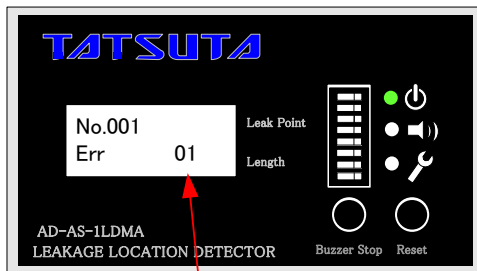 TATSUTA
No.001
Err 01
Leak Point
Length
AD-AS-1LDMA
LEAKAGE LOCATION DETECTOR
Buzzer Stop Reset